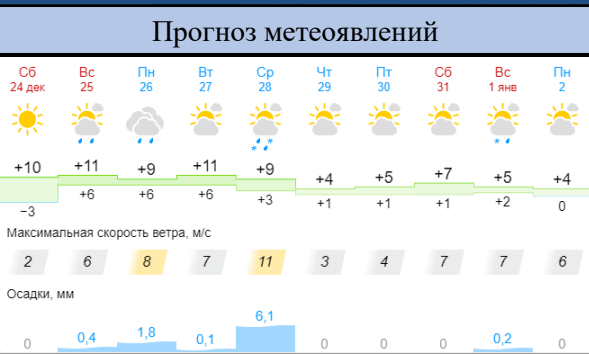 Прогноз метеоявлений
Сб Вс Пн Вт Ср Чт Пт Сб Вс Пн
24 дек 25 26 27 28 29 30 31 1 янв 2
+10 +11 +9 +11 +9 +4 +5 +7 +5 +4
−3 +6 +6 +6 +3 +1 +1 +1 +2 0
Максимальная скорость ветра, м/с
2 6 8 7 11 3 4 7 7 6
Осадки, мм
0 0,4 1,8 0,1 6,1 0 0 0 0,2 0